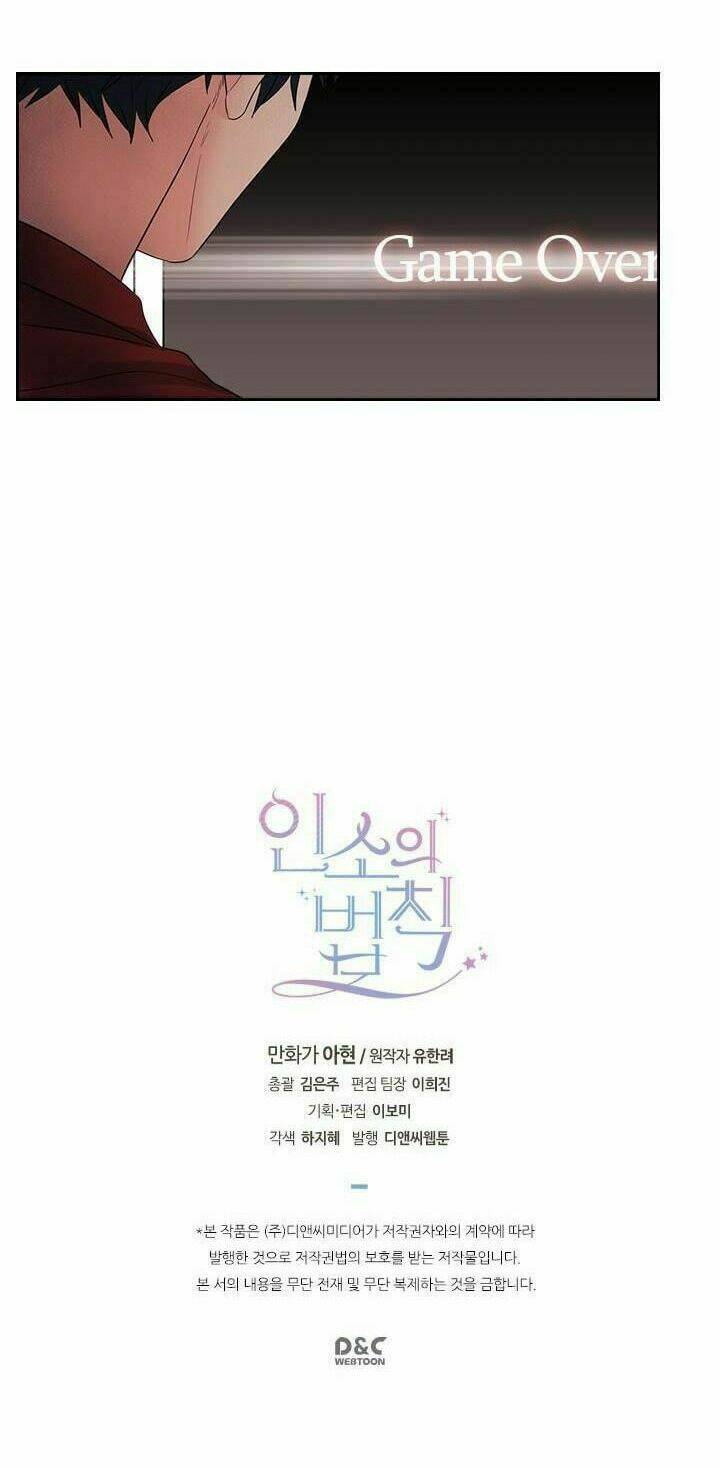 Game Over
인소의
법칙
만화가 아현 / 원작자 유한려
총괄 김은주 편집 팀장 이희진
기획·편집 이보미
각색 하지혜 발행 디앤씨웹툰
*본 작품은 (주)디앤씨미디어가 저작권자와의 계약에 따라
발행한 것으로 저작권법의 보호를 받는 저작물입니다.
본 서의 내용을 무단 전재 및 무단 복제하는 것을 금합니다.
D&C
WEBTOON